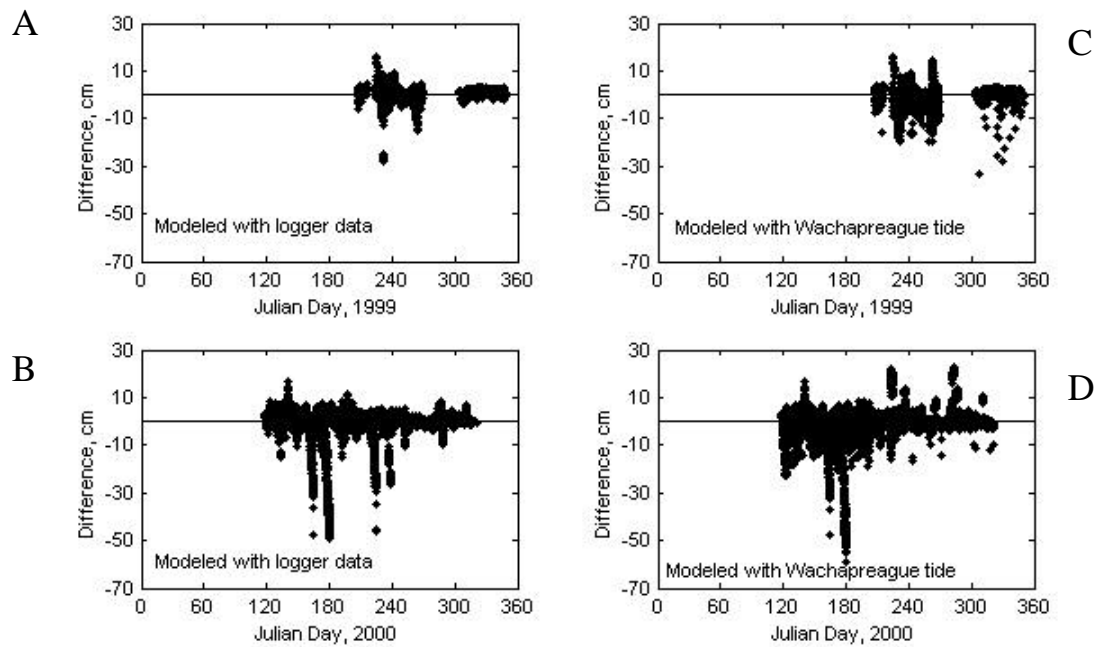 A
30
10
-10
-30
-50
-70
Difference, cm
Modeled with logger data
0 60 120 180 240 300 360
Julian Day, 1999
C
30
10
-10
-30
-50
-70
Difference, cm
Modeled with Wachapreague tide
0 60 120 180 240 300 360
Julian Day, 1999
B
30
10
-10
-30
-50
-70
Difference, cm
Modeled with logger data
0 60 120 180 240 300 360
Julian Day, 2000
D
30
10
-10
-30
-50
-70
Difference, cm
Modeled with Wachapreague tide
0 60 120 180 240 300 360
Julian Day, 2000